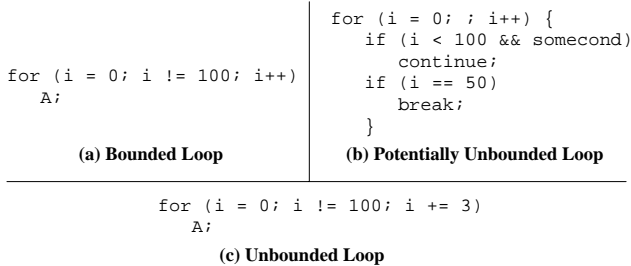 for (i = 0; i != 100; i++)
A;
(a) Bounded Loop
for (i = 0; ; i++) {
if (i < 100 && somecond)
continue;
if (i == 50)
break;
}
(b) Potentially Unbounded Loop
for (i = 0; i != 100; i += 3)
A;
(c) Unbounded Loop